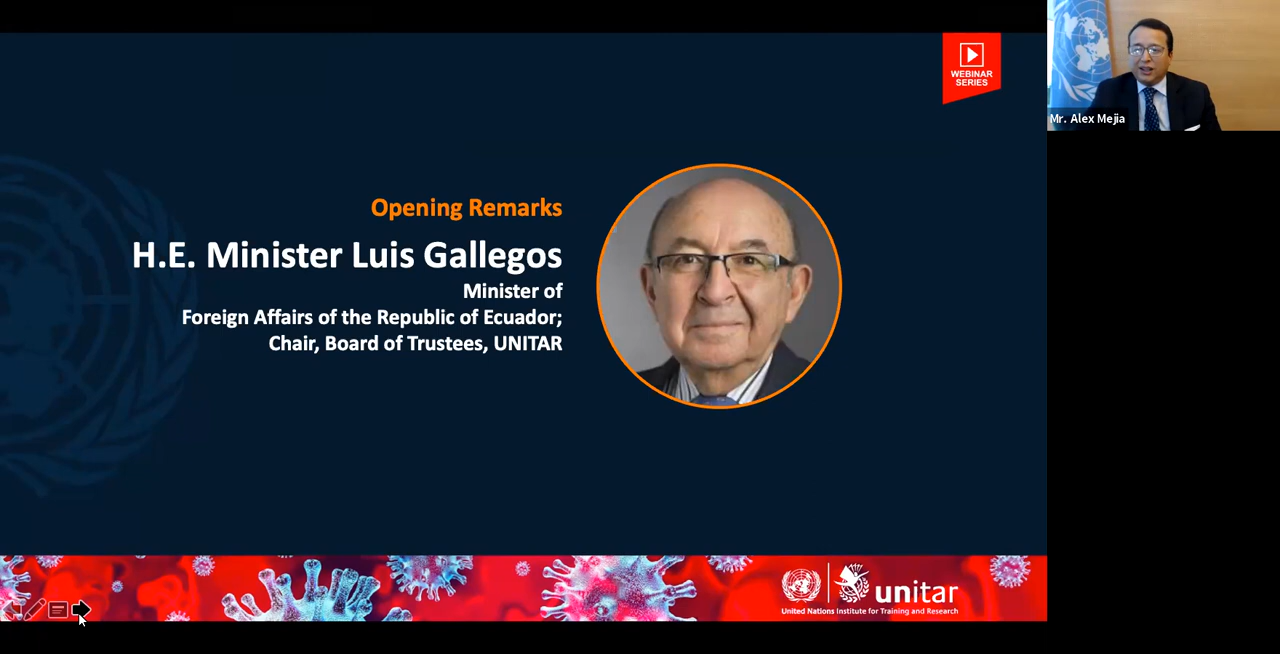 WEBINAR
SERIES
Mr. Alex Mejia
Opening Remarks
H.E. Minister Luis Gallegos
Minister of
Foreign Affairs of the Republic of Ecuador;
Chair, Board of Trustees, UNITAR
unitar
United Nations Institute for Training and Research